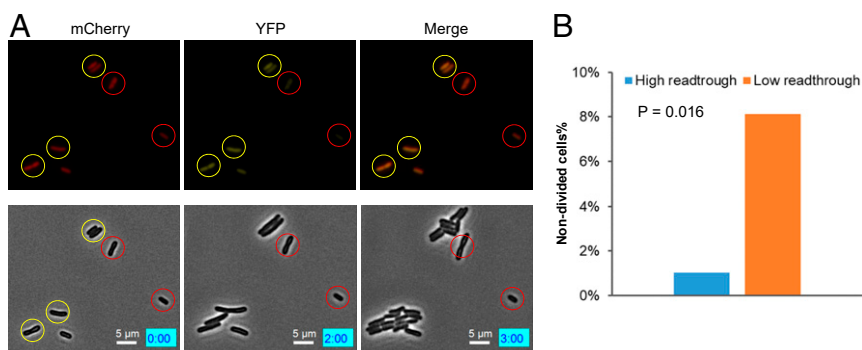 A
mCherry
YFP
Merge
5 µm
0:00
5 µm
2:00
5 µm
3:00
B
10%
8%
6%
4%
2%
0%
Non-divided cells%
High readtrough
Low readthrough
P = 0.016